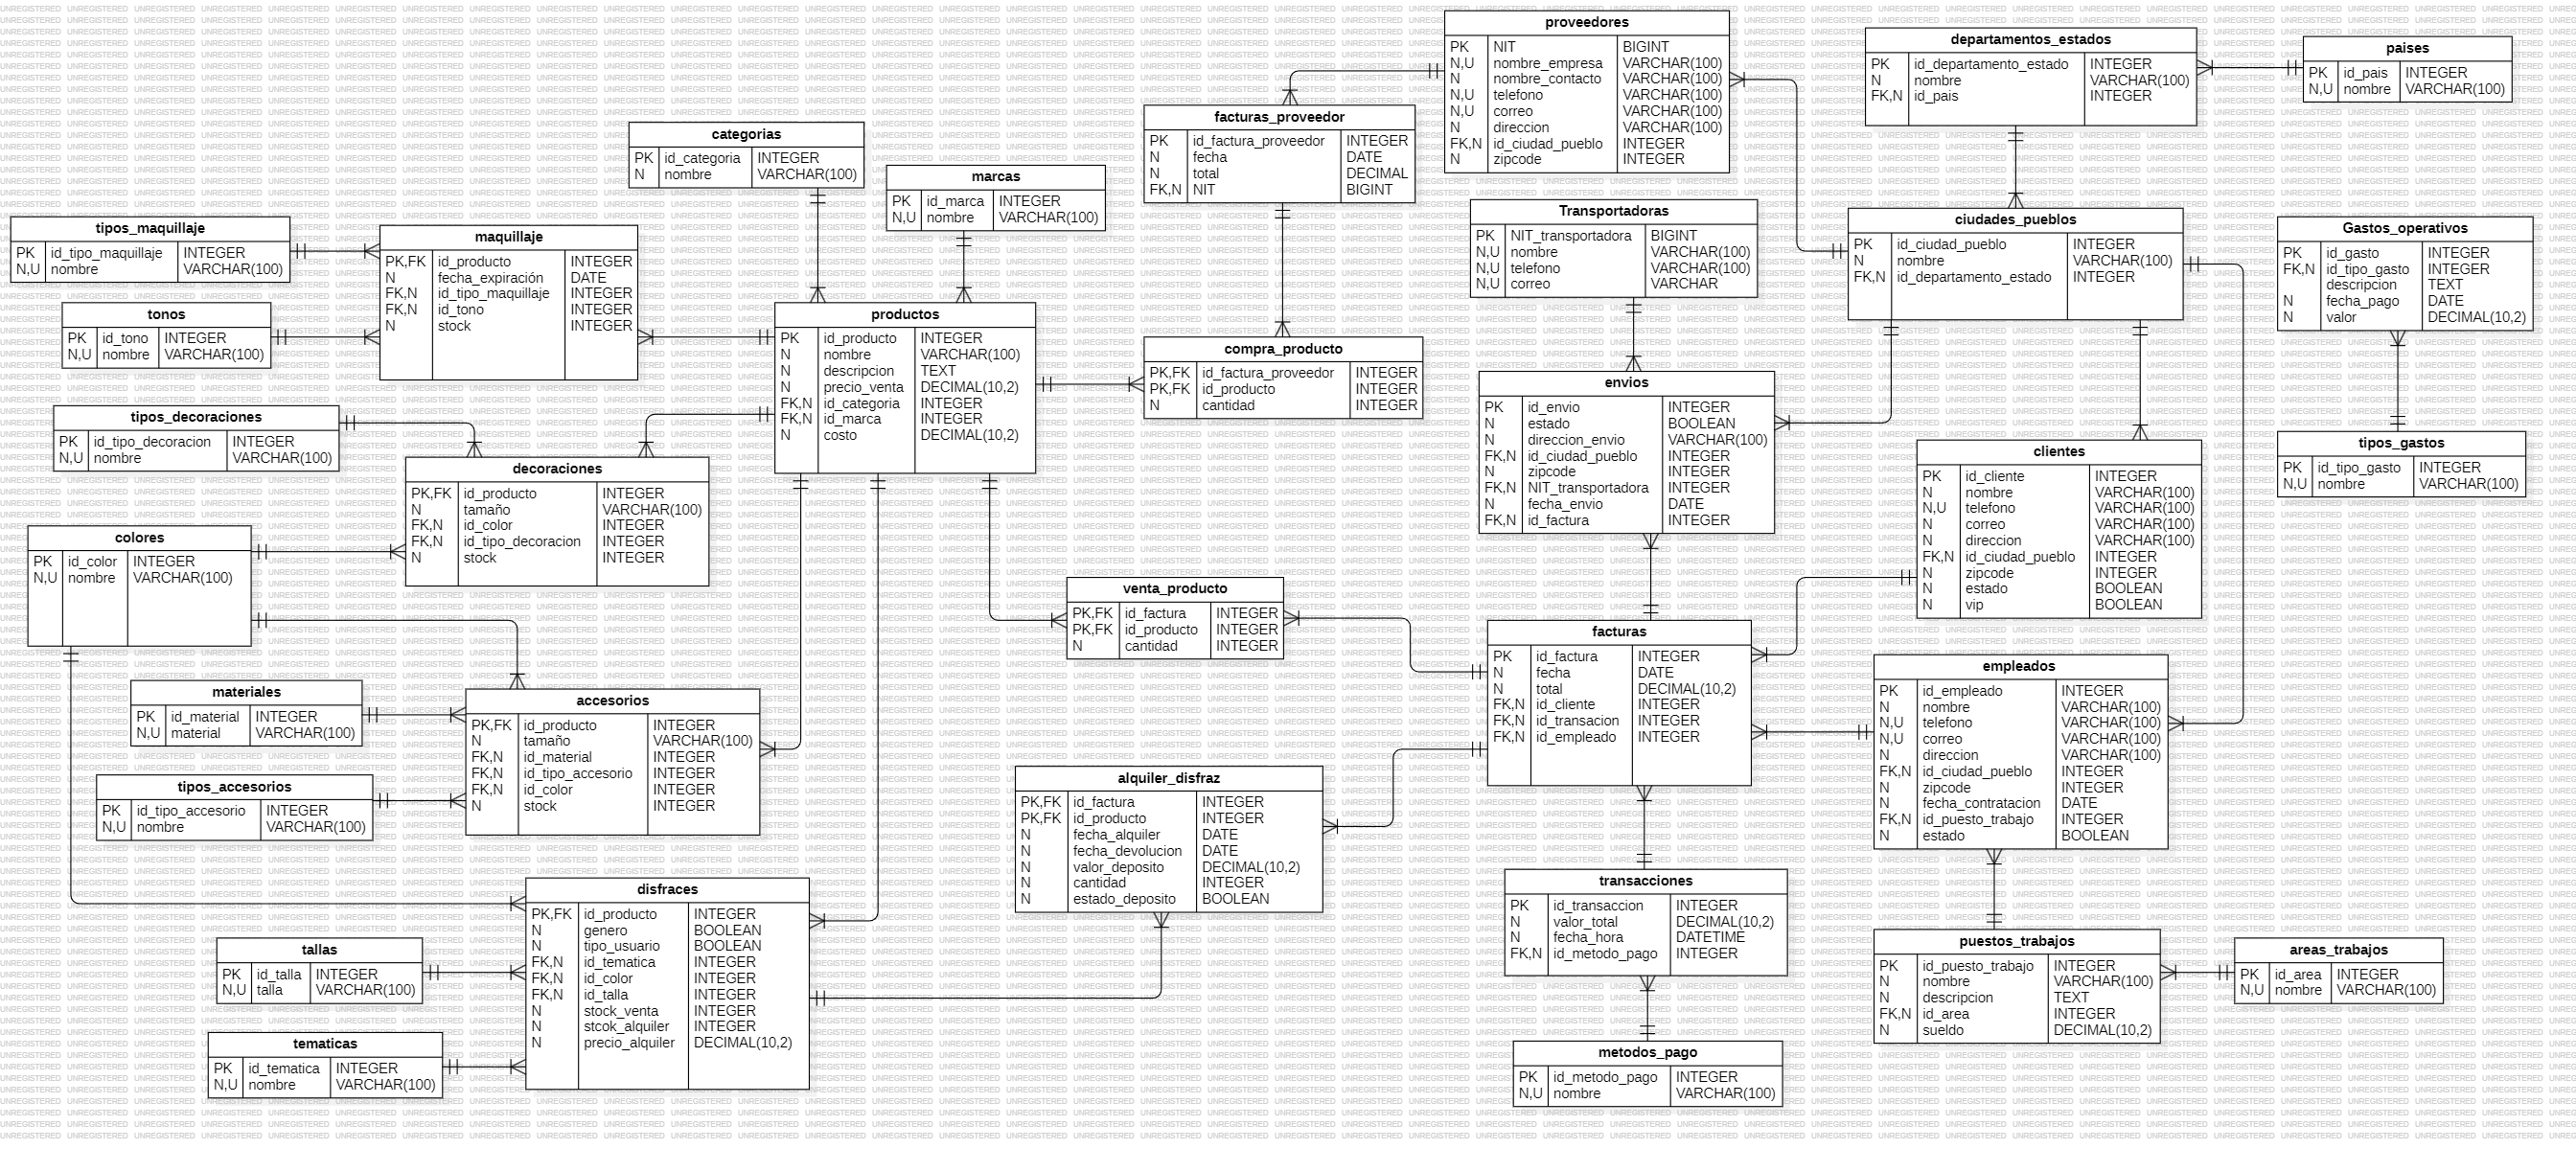 proveedores
PK NIT BIGINT
N,U nombre_empresa VARCHAR(100)
N nombre_contacto VARCHAR(100)
N,U telefono VARCHAR(100)
N,U correo VARCHAR(100)
N direccion VARCHAR(100)
FK,N id_ciudad_pueblo INTEGER
N zipcode INTEGER
departamentos_estados
PK id_departamento_estado INTEGER
N nombre VARCHAR(100)
FK,N id_pais INTEGER
paises
PK id_pais INTEGER
N,U nombre VARCHAR(100)
facturas_proveedor
PK id_factura_proveedor INTEGER
N fecha DATE
N total DECIMAL
FK,N NIT BIGINT
categorias
PK id_categoria INTEGER
N nombre VARCHAR(100)
marcas
PK id_marca INTEGER
N,U nombre VARCHAR(100)
Transportadoras
PK NIT_transportadora BIGINT
N,U nombre VARCHAR(100)
N,U telefono VARCHAR(100)
N,U correo VARCHAR
ciudades_pueblos
PK id_ciudad_pueblo INTEGER
N nombre VARCHAR(100)
FK,N id_departamento_estado INTEGER
Gastos_operativos
PK id_gasto INTEGER
FK,N id_tipo_gasto INTEGER
descripcion TEXT
N fecha_pago DATE
N valor DECIMAL(10,2)
tipos_maquillaje
PK id_tipo_maquillaje INTEGER
N,U nombre VARCHAR(100)
maquillaje
PK,FK id_producto INTEGER
N fecha_expiración DATE
FK,N id_tipo_maquillaje INTEGER
FK,N id_tono INTEGER
N stock INTEGER
tonos
PK id_tono INTEGER
N,U nombre VARCHAR(100)
productos
PK id_producto INTEGER
N nombre VARCHAR(100)
N descripcion TEXT
N precio_venta DECIMAL(10,2)
FK,N id_categoria INTEGER
FK,N id_marca INTEGER
N costo DECIMAL(10,2)
compra_producto
PK,FK id_factura_proveedor INTEGER
PK,FK id_producto INTEGER
N cantidad INTEGER
envios
PK id_envio INTEGER
N estado BOOLEAN
N direccion_envio VARCHAR(100)
FK,N id_ciudad_pueblo INTEGER
N zipcode INTEGER
FK,N NIT_transportadora INTEGER
N fecha_envio DATE
FK,N id_factura INTEGER
tipos_decoraciones
PK id_tipo_decoracion INTEGER
N,U nombre VARCHAR(100)
decoraciones
PK,FK id_producto INTEGER
N tamaño VARCHAR(100)
FK,N id_color INTEGER
FK,N id_tipo_decoracion INTEGER
N stock INTEGER
clientes
PK id_cliente INTEGER
N nombre VARCHAR(100)
N,U telefono VARCHAR(100)
N correo VARCHAR(100)
N direccion VARCHAR(100)
FK,N id_ciudad_pueblo INTEGER
N zipcode INTEGER
N estado BOOLEAN
N vip BOOLEAN
tipos_gastos
PK id_tipo_gasto INTEGER
N,U nombre VARCHAR(100)
colores
PK id_color INTEGER
N,U nombre VARCHAR(100)
venta_producto
PK,FK id_factura INTEGER
PK,FK id_producto INTEGER
N cantidad INTEGER
facturas
PK id_factura INTEGER
N fecha DATE
N total DECIMAL(10,2)
FK,N id_cliente INTEGER
FK,N id_transacion INTEGER
FK,N id_empleado INTEGER
empleados
PK id_empleado INTEGER
N nombre VARCHAR(100)
N,U telefono VARCHAR(100)
N,U correo VARCHAR(100)
N direccion VARCHAR(100)
FK,N id_ciudad_pueblo INTEGER
N zipcode INTEGER
N fecha_contratacion DATE
FK,N id_puesto_trabajo INTEGER
N estado BOOLEAN
materiales
PK id_material INTEGER
N,U material VARCHAR(100)
accesorios
PK,FK id_producto INTEGER
N tamaño VARCHAR(100)
FK,N id_material INTEGER
FK,N id_tipo_accesorio INTEGER
FK,N id_color INTEGER
N stock INTEGER
tipos_accesorios
PK id_tipo_accesorio INTEGER
N,U nombre VARCHAR(100)
alquiler_disfraz
PK,FK id_factura INTEGER
PK,FK id_producto INTEGER
N fecha_alquiler DATE
N fecha_devolucion DATE
N valor_deposito DECIMAL(10,2)
N cantidad INTEGER
N estado_deposito BOOLEAN
disfraces
PK,FK id_producto INTEGER
N genero BOOLEAN
N tipo_usuario BOOLEAN
FK,N id_tematica INTEGER
FK,N id_color INTEGER
FK,N id_talla INTEGER
N stock_venta INTEGER
N stcok_alquiler INTEGER
N precio_alquiler DECIMAL(10,2)
transacciones
PK id_transaccion INTEGER
N valor_total DECIMAL(10,2)
N fecha_hora DATETIME
FK,N id_metodo_pago INTEGER
puestos_trabajos
PK id_puesto_trabajo INTEGER
N nombre VARCHAR(100)
N descripcion TEXT
FK,N id_area INTEGER
N sueldo DECIMAL(10,2)
areas_trabajos
PK id_area INTEGER
N,U nombre VARCHAR(100)
tallas
PK id_talla INTEGER
N,U talla VARCHAR(100)
tematicas
PK id_tematica INTEGER
N,U nombre VARCHAR(100)
metodos_pago
PK id_metodo_pago INTEGER
N,U nombre VARCHAR(100)
UNREGISTERED